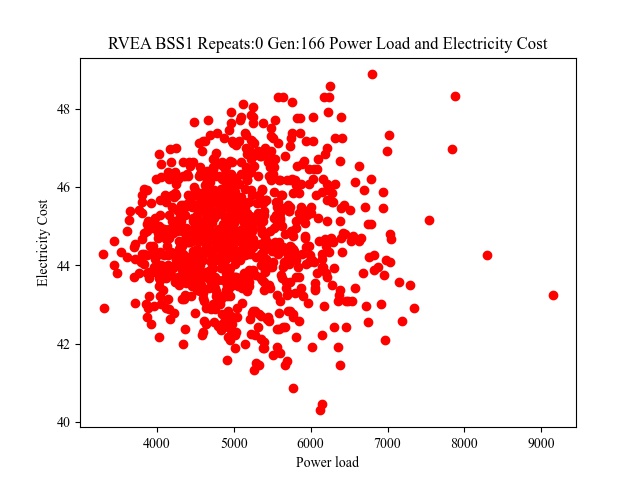 RVEA BSS1 Repeats:0 Gen:166 Power Load and Electricity Cost
48
46
44
42
40
Electricity Cost
4000 5000 6000 7000 8000 9000
Power load